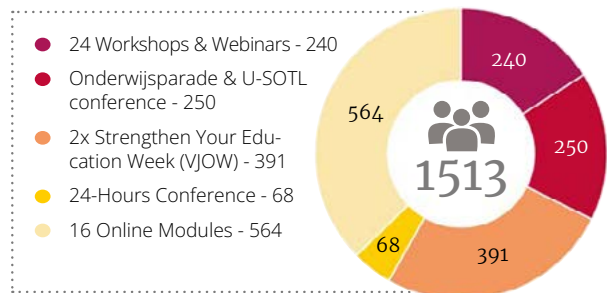 24 Workshops & Webinars - 240
Onderwijsparade & U-SOTL
conference - 250
2x Strengthen Your Edu-
cation Week (VJOW) - 391
24-Hours Conference - 68
16 Online Modules - 564
240
250
391
68
564
1513